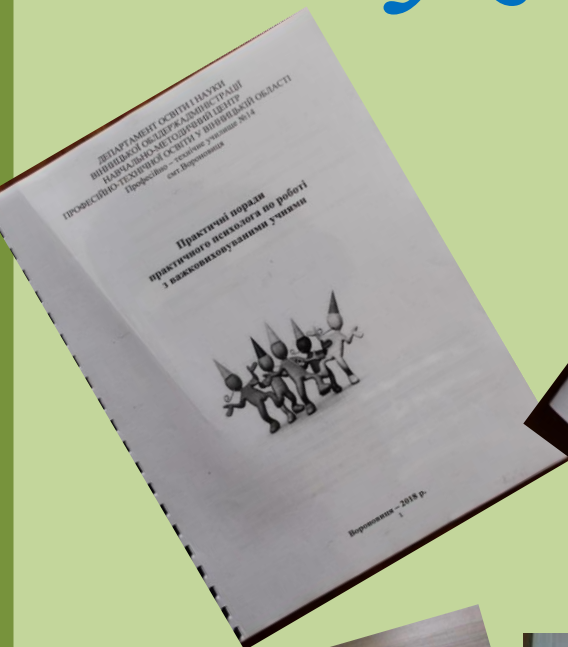 ДЕПАРТАМЕНТ ОСВІТИ І НАУКИ
ВІННИЦЬКОЇ ОБЛДЕРЖАДМІНІСТРАЦІЇ
НАВЧАЛЬНО-МЕТОДИЧНИЙ ЦЕНТР
ПРОФЕСІЙНО-ТЕХНІЧНОЇ ОСВІТИ У ВІННИЦЬКІЙ ОБЛАСТІ
Професійно – технічне училище №14
смт.Вороновиця
Практичні поради
практичного психолога по роботі
з важковиховуваними учнями
Вороновиця – 2018 р.
1